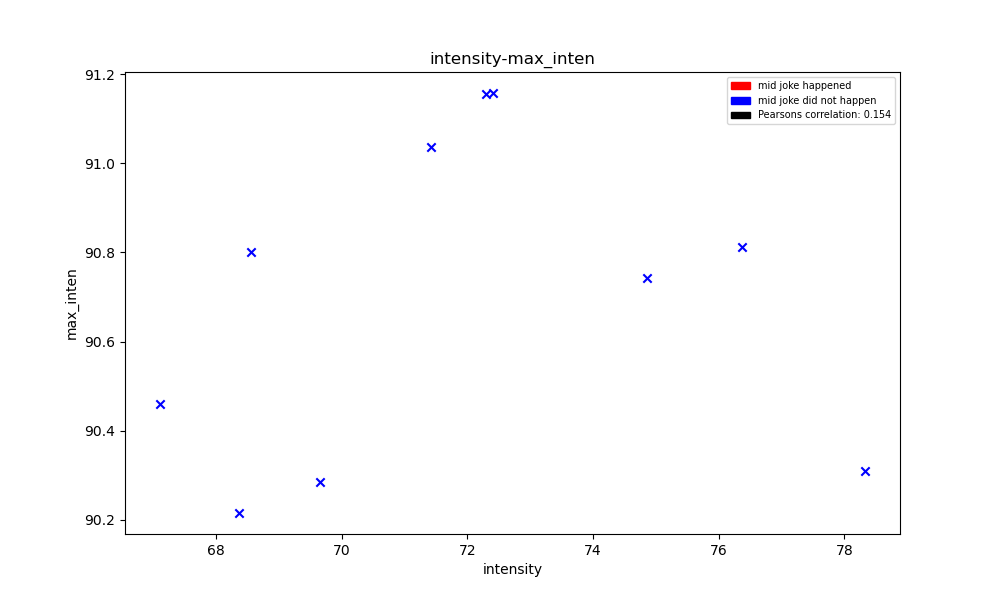 intensity-max_inten
mid joke happened
mid joke did not happen
Pearsons correlation: 0.154
91.2
91.0
90.8
90.6
90.4
90.2
max_inten
68 70 72 74 76 78
intensity